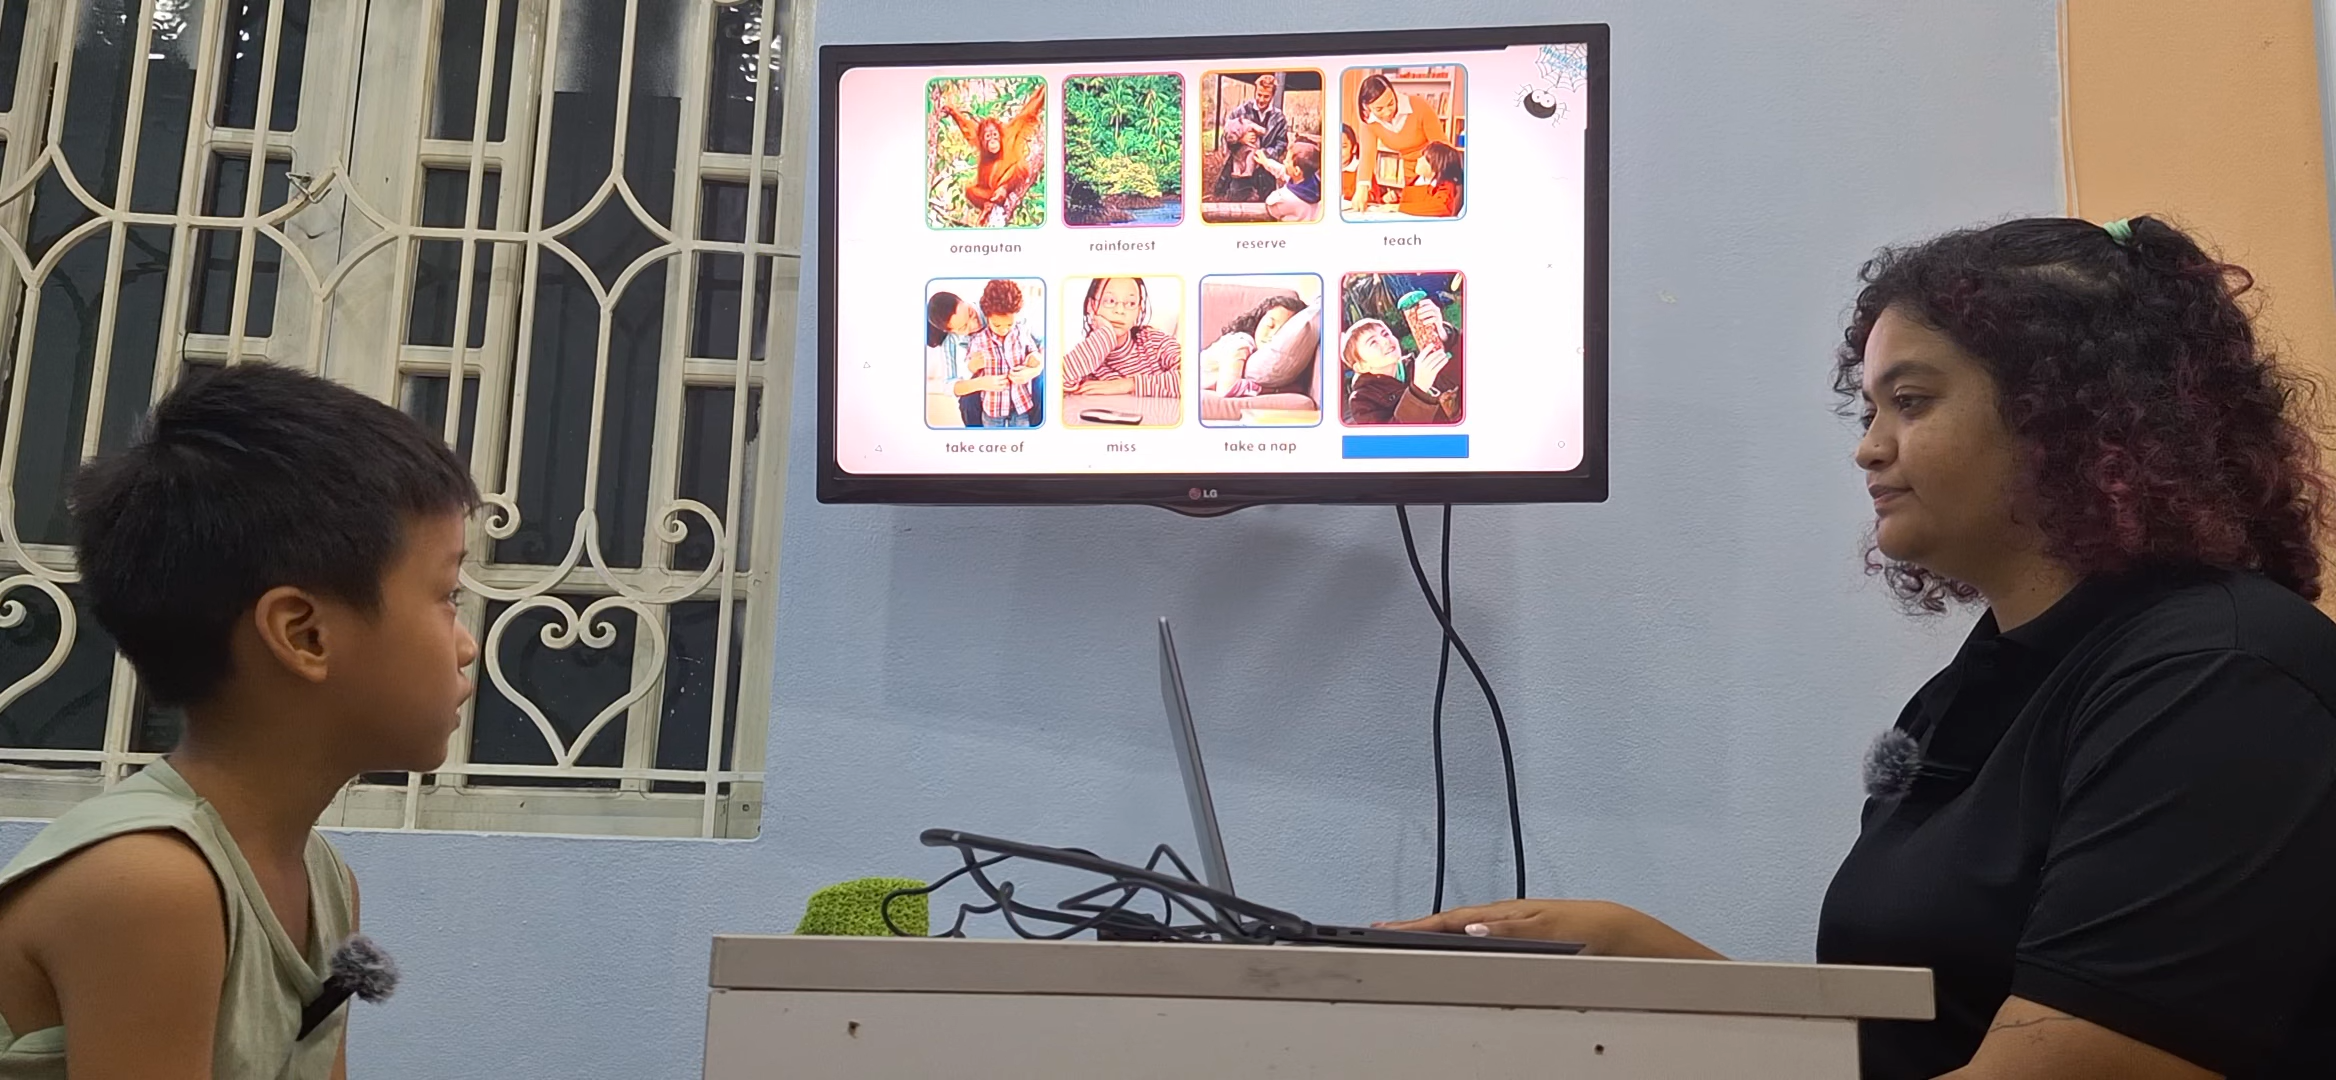 orangutan rainforest reserve teach
take care of miss take a nap
LG